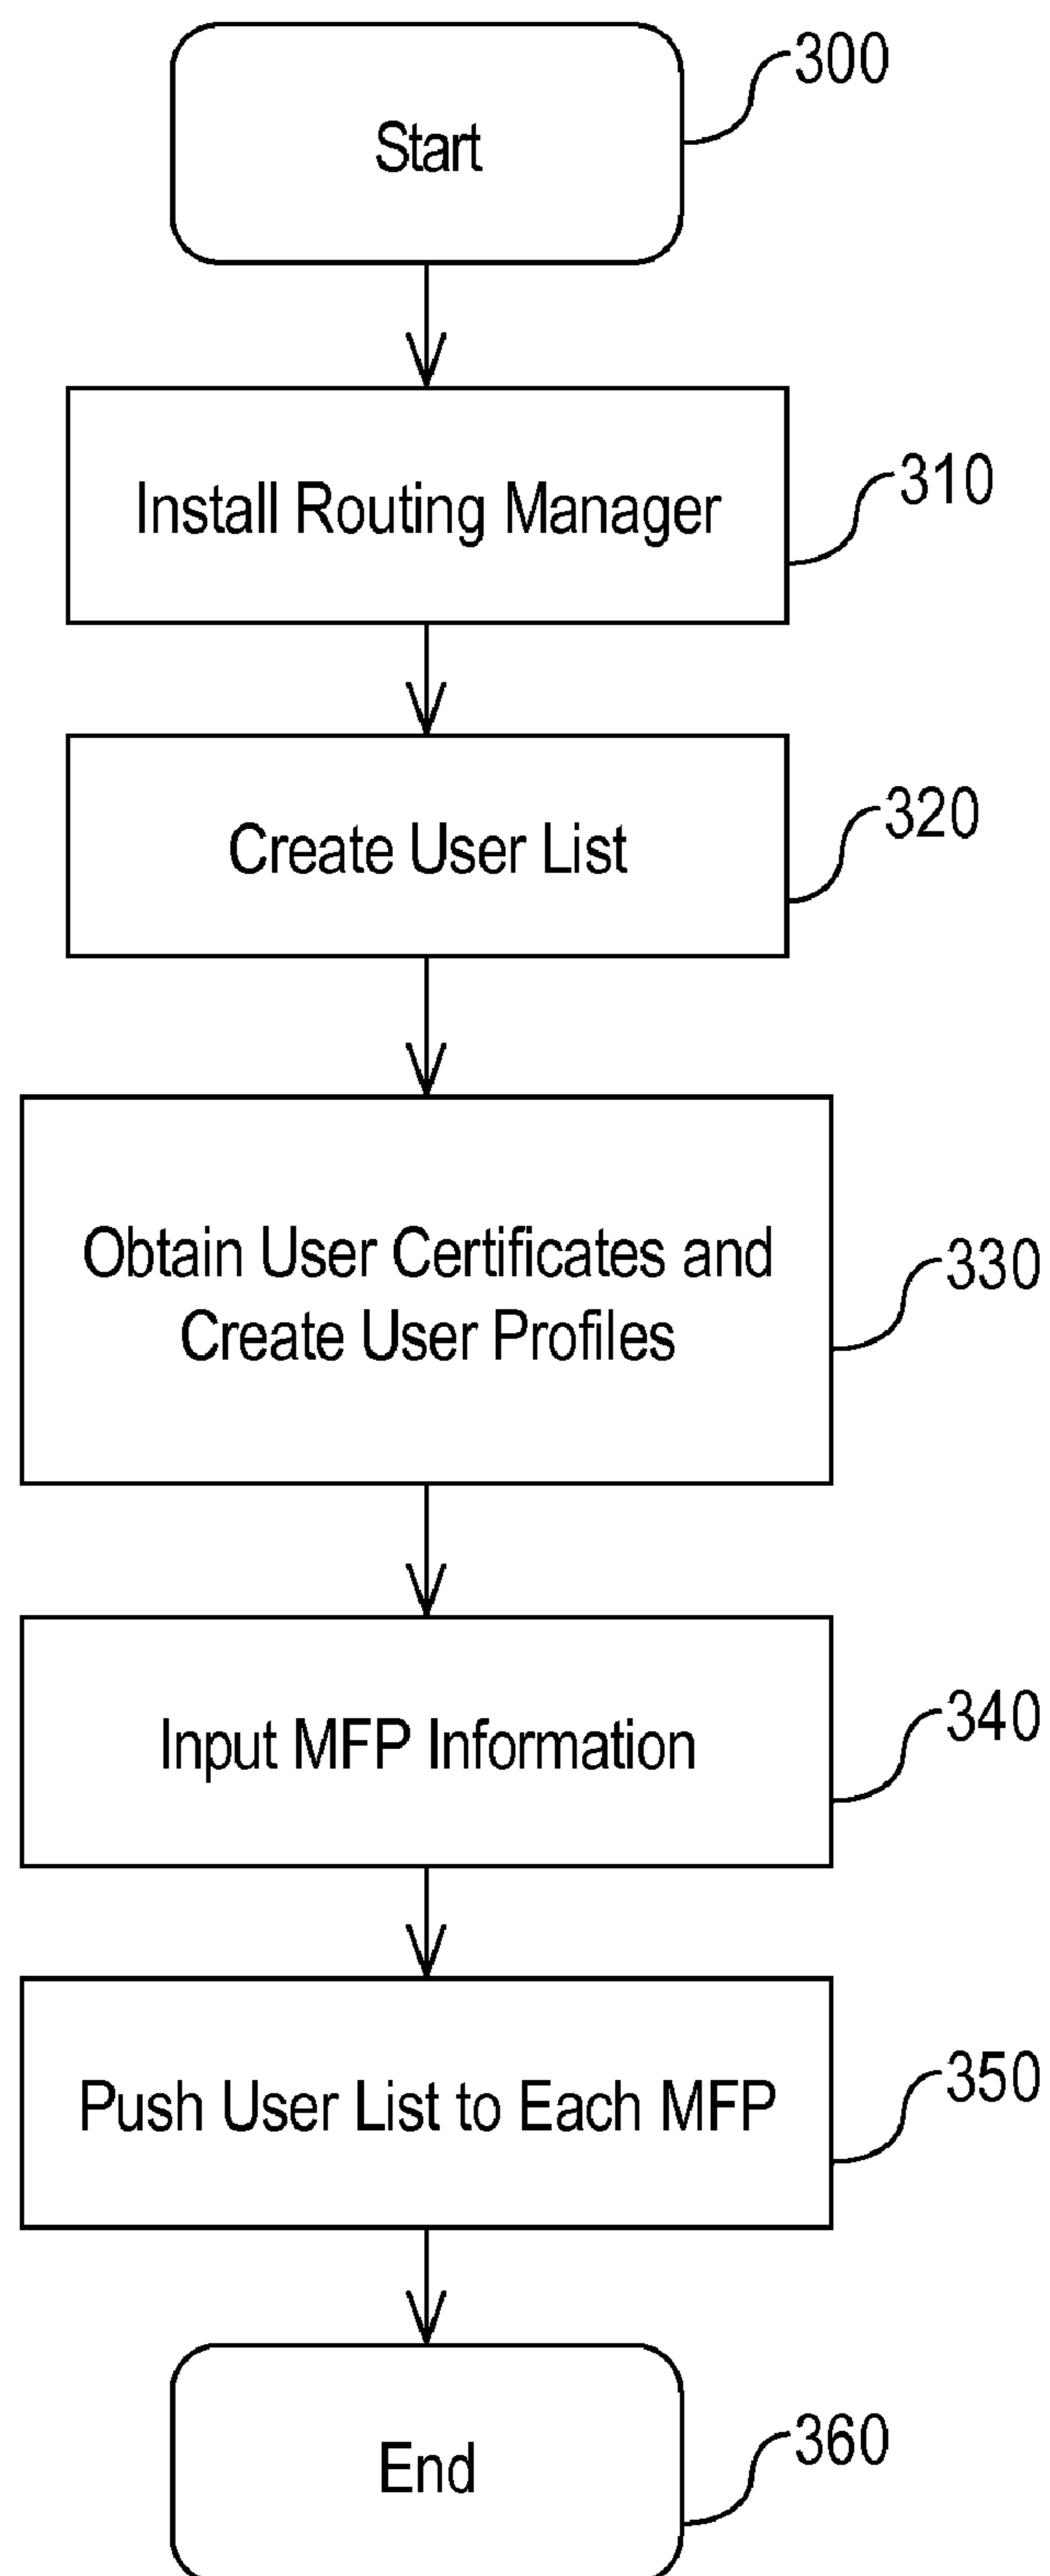 Start
300
Install Routing Manager
310
Create User List
320
Obtain User Certificates and
Create User Profiles
330
Input MFP Information
340
Push User List to Each MFP
350
End
360